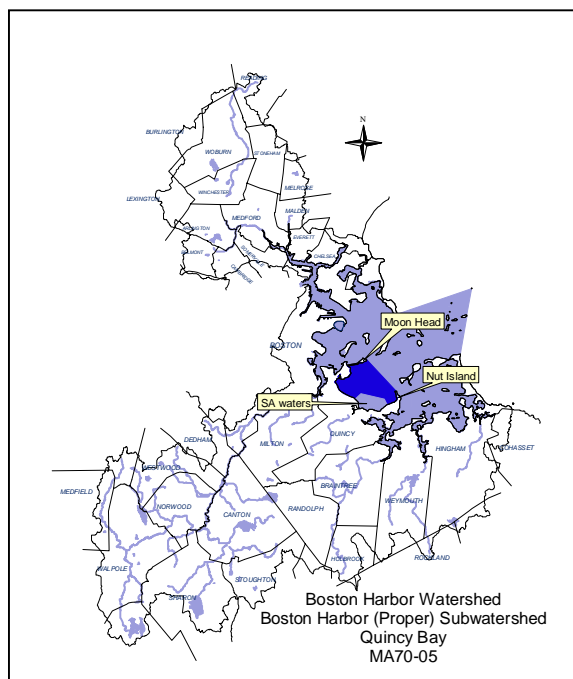 READING
BURLINGTON
WOBURN
STONEHAM
MELROSE
WINCHESTER
LEXINGTON
MALDEN
MEDFORD
ARLINGTON
EVERETT
SOMERVILLE
CHELSEA
BELMONT
CAMBRIDGE
N
Moon Head
BOSTON
Nut Island
SA waters
DEDHAM
MILTON
QUINCY
HINGHAM
COHASSET
WESTWOOD
MEDFIELD
BRAINTREE
WEYMOUTH
NORWOOD
CANTON
RANDOLPH
HOLBROOK
ROCKLAND
WALPOLE
STOUGHTON
SHARON
Boston Harbor Watershed
Boston Harbor (Proper) Subwatershed
Quincy Bay
MA70-05